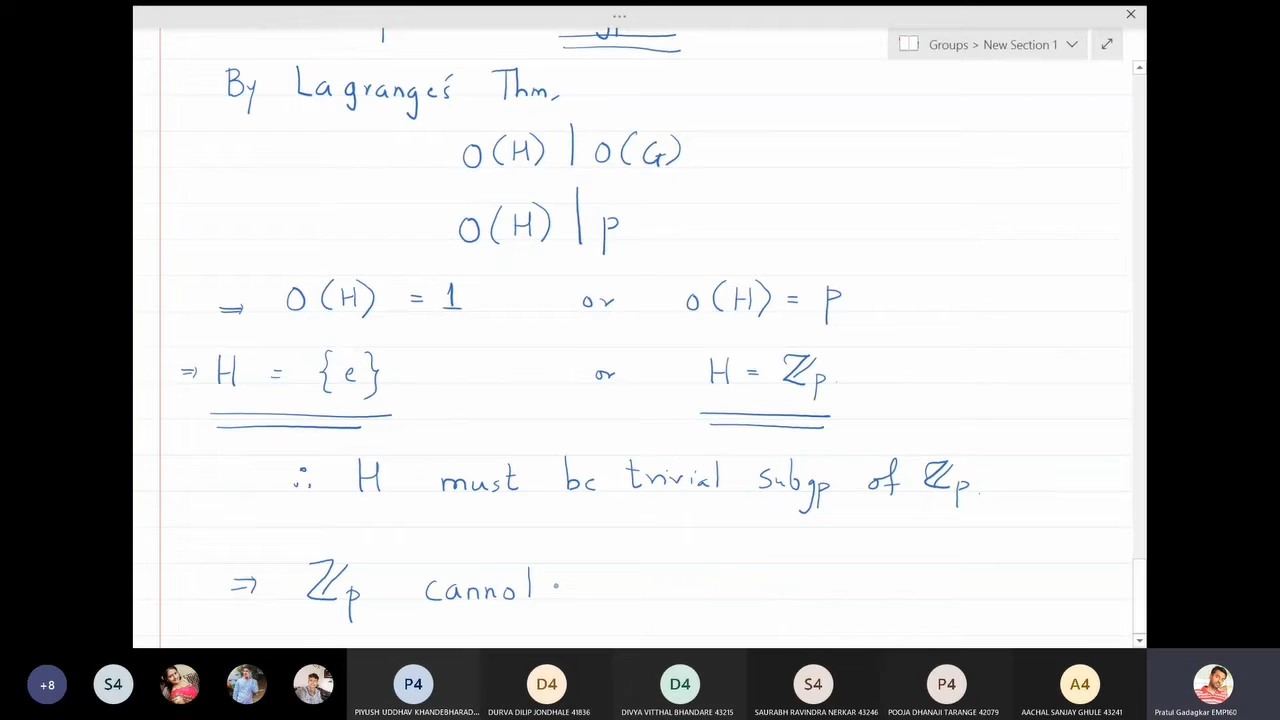 Groups > New Section 1
By Lagrange's Thm,
O(H) | O(G)
O(H) | p
⇒ O(H) = 1 or o(H) = p
⇒ H = {e} or H = ℤp.
∴ H must be trivial subgp of ℤp.
⇒ ℤp cannol
+8 S4 P4 D4 D4 S4 P4 A4
PIYUSH UDDHAV KHANDEBHARAD... DURVA DILIP JONDHALE 41836 DIVYA VITTHAL BHANDARE 43215 SAURABH RAVINDRA NERKAR 43246 POOJA DHANAJI TARANGE 42079 AACHAL SANJAY GHULE 43241 Pratul Gadagkar EMP160